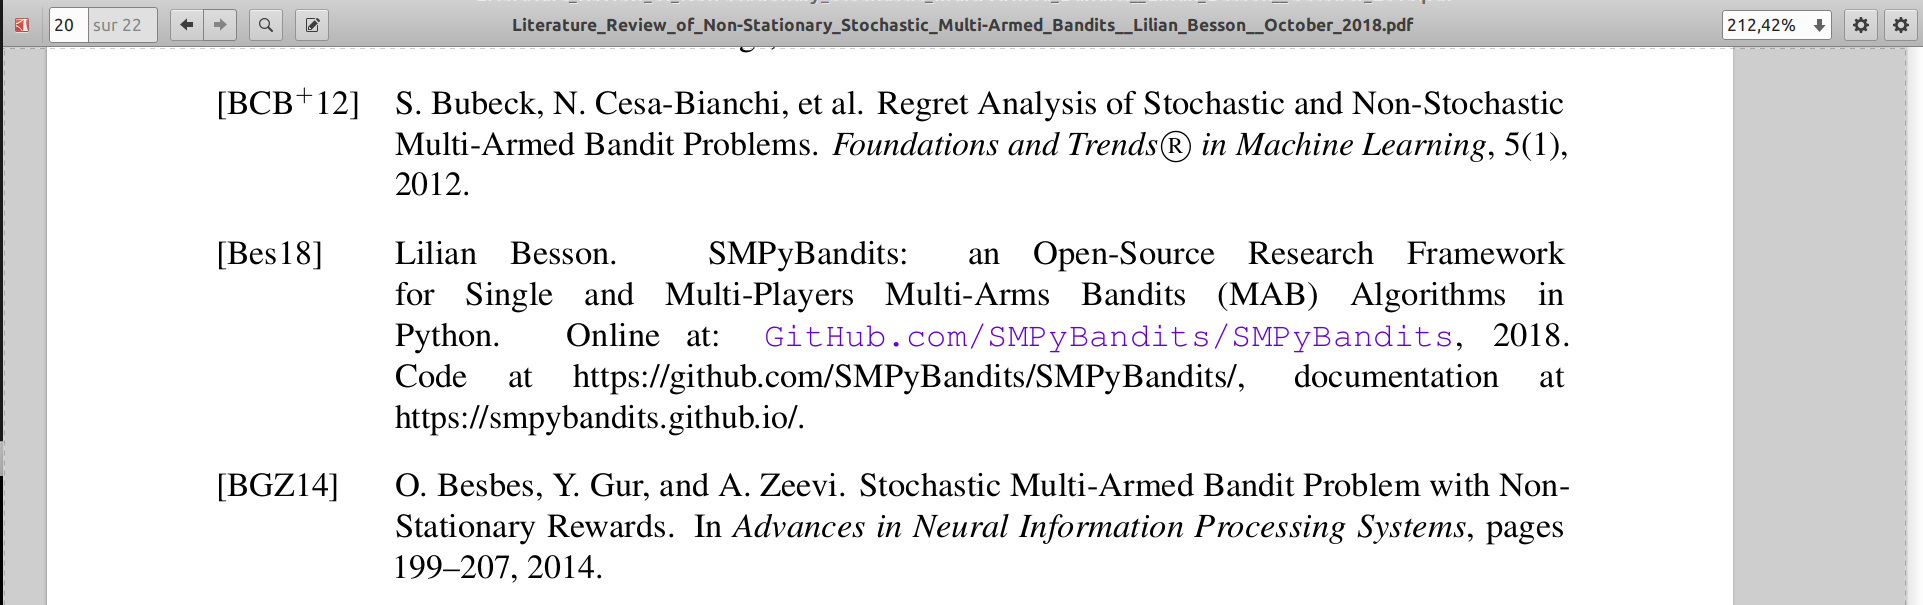 20 sur 22 Literature_Review_of_Non-Stationary_Stochastic_Multi-Armed_Bandits__Lilian_Besson__October_2018.pdf 212,42%
[BCB+12] S. Bubeck, N. Cesa-Bianchi, et al. Regret Analysis of Stochastic and Non-Stochastic
Multi-Armed Bandit Problems. Foundations and Trends® in Machine Learning, 5(1),
2012.
[Bes18] Lilian Besson. SMPyBandits: an Open-Source Research Framework
for Single and Multi-Players Multi-Arms Bandits (MAB) Algorithms in
Python. Online at: GitHub.com/SMPyBandits/SMPyBandits, 2018.
Code at https://github.com/SMPyBandits/SMPyBandits/, documentation at
https://smpybandits.github.io/.
[BGZ14] O. Besbes, Y. Gur, and A. Zeevi. Stochastic Multi-Armed Bandit Problem with Non-
Stationary Rewards. In Advances in Neural Information Processing Systems, pages
199–207, 2014.